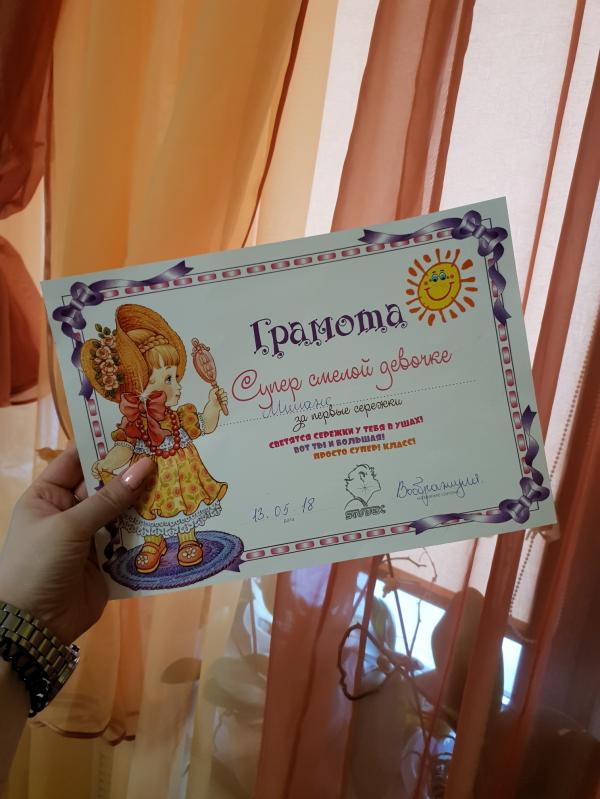 Грамота
Супер смелой девочке
Милане
за первые сережки
СВЕТЯТСЯ СЕРЕЖКИ У ТЕБЯ В УШАХ!
ВОТ ТЫ И БОЛЬШАЯ!
ПРОСТО СУПЕР! КЛАСС!
13.05.18
дата
STUDEX